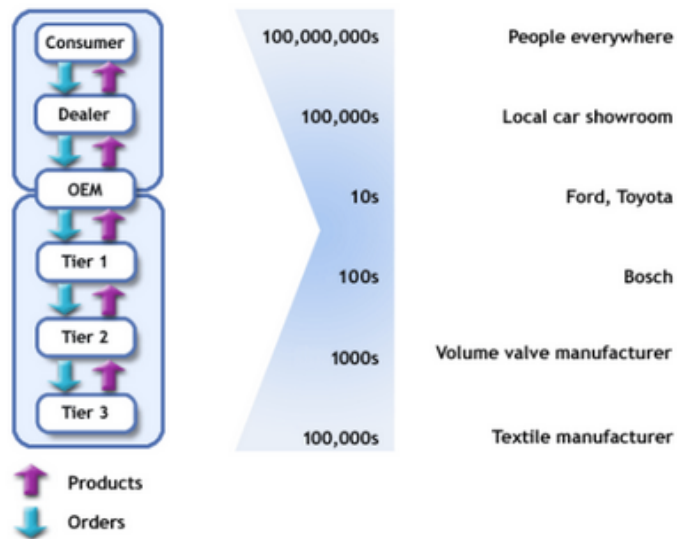 Consumer
100,000,000s
People everywhere
Dealer
100,000s
Local car showroom
OEM
10s
Ford, Toyota
Tier 1
100s
Bosch
Tier 2
1000s
Volume valve manufacturer
Tier 3
100,000s
Textile manufacturer
Products
Orders